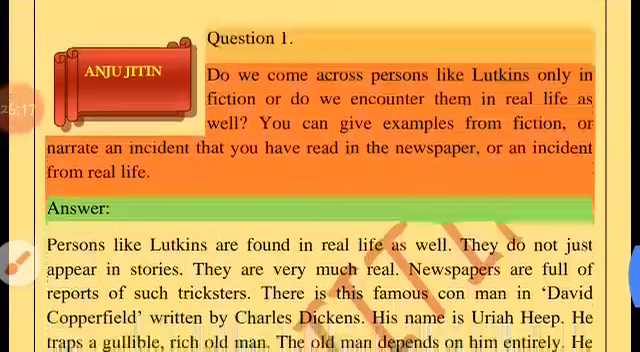 Question 1.
ANJU JITIN
Do we come across persons like Lutkins only in
fiction or do we encounter them in real life as
26:17
well? You can give examples from fiction, or
narrate an incident that you have read in the newspaper, or an incident
from real life.
Answer:
Persons like Lutkins are found in real life as well. They do not just
appear in stories. They are very much real. Newspapers are full of
reports of such tricksters. There is this famous con man in ‘David
Copperfield’ written by Charles Dickens. His name is Uriah Heep. He
traps a gullible, rich old man. The old man depends on him entirely. He